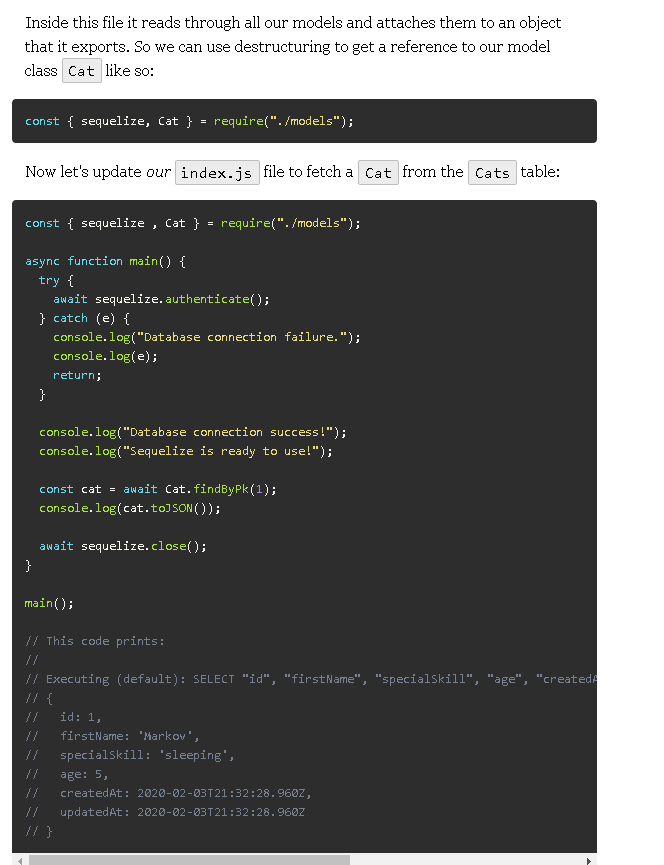 Inside this file it reads through all our models and attaches them to an object
that it exports. So we can use destructuring to get a reference to our model
class Cat like so:
const { sequelize, Cat } = require("./models");
Now let's update our index.js file to fetch a Cat from the Cats table:
const { sequelize , Cat } = require("./models");
async function main() {
  try {
    await sequelize.authenticate();
  } catch (e) {
    console.log("Database connection failure.");
    console.log(e);
    return;
  }
  console.log("Database connection success!");
  console.log("Sequelize is ready to use!");
  const cat = await Cat.findByPk(1);
  console.log(cat.toJSON());
  await sequelize.close();
}
main();
// This code prints:
//
// Executing (default): SELECT "id", "firstName", "specialSkill", "age", "created
// {
//   id: 1,
//   firstName: 'Markov',
//   specialSkill: 'sleeping',
//   age: 5,
//   createdAt: 2020-02-03T21:32:28.960Z,
//   updatedAt: 2020-02-03T21:32:28.960Z
// }